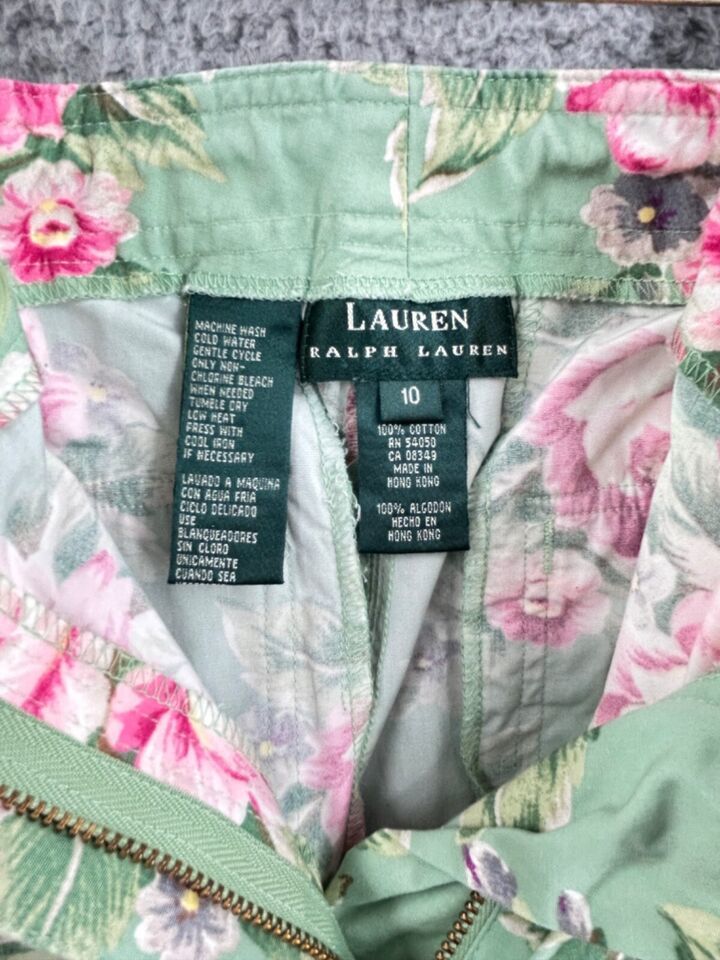 MACHINE WASH
COLD WATER
GENTLE CYCLE
ONLY NON-
CHLORINE BLEACH
WHEN NEEDED
TUMBLE DRY
LOW HEAT
PRESS WITH
COOL IRON
IF NECESSARY
LAVADO A MAQUINA
CON AGUA FRIA
CICLO DELICADO
USE
BLANQUEADORES
SIN CLORO
UNICAMENTE
CUANDO SEA
LAUREN
RALPH LAUREN
10
100% COTTON
RN 54050
CA 08349
MADE IN
HONG KONG
100% ALGODON
HECHO EN
HONG KONG